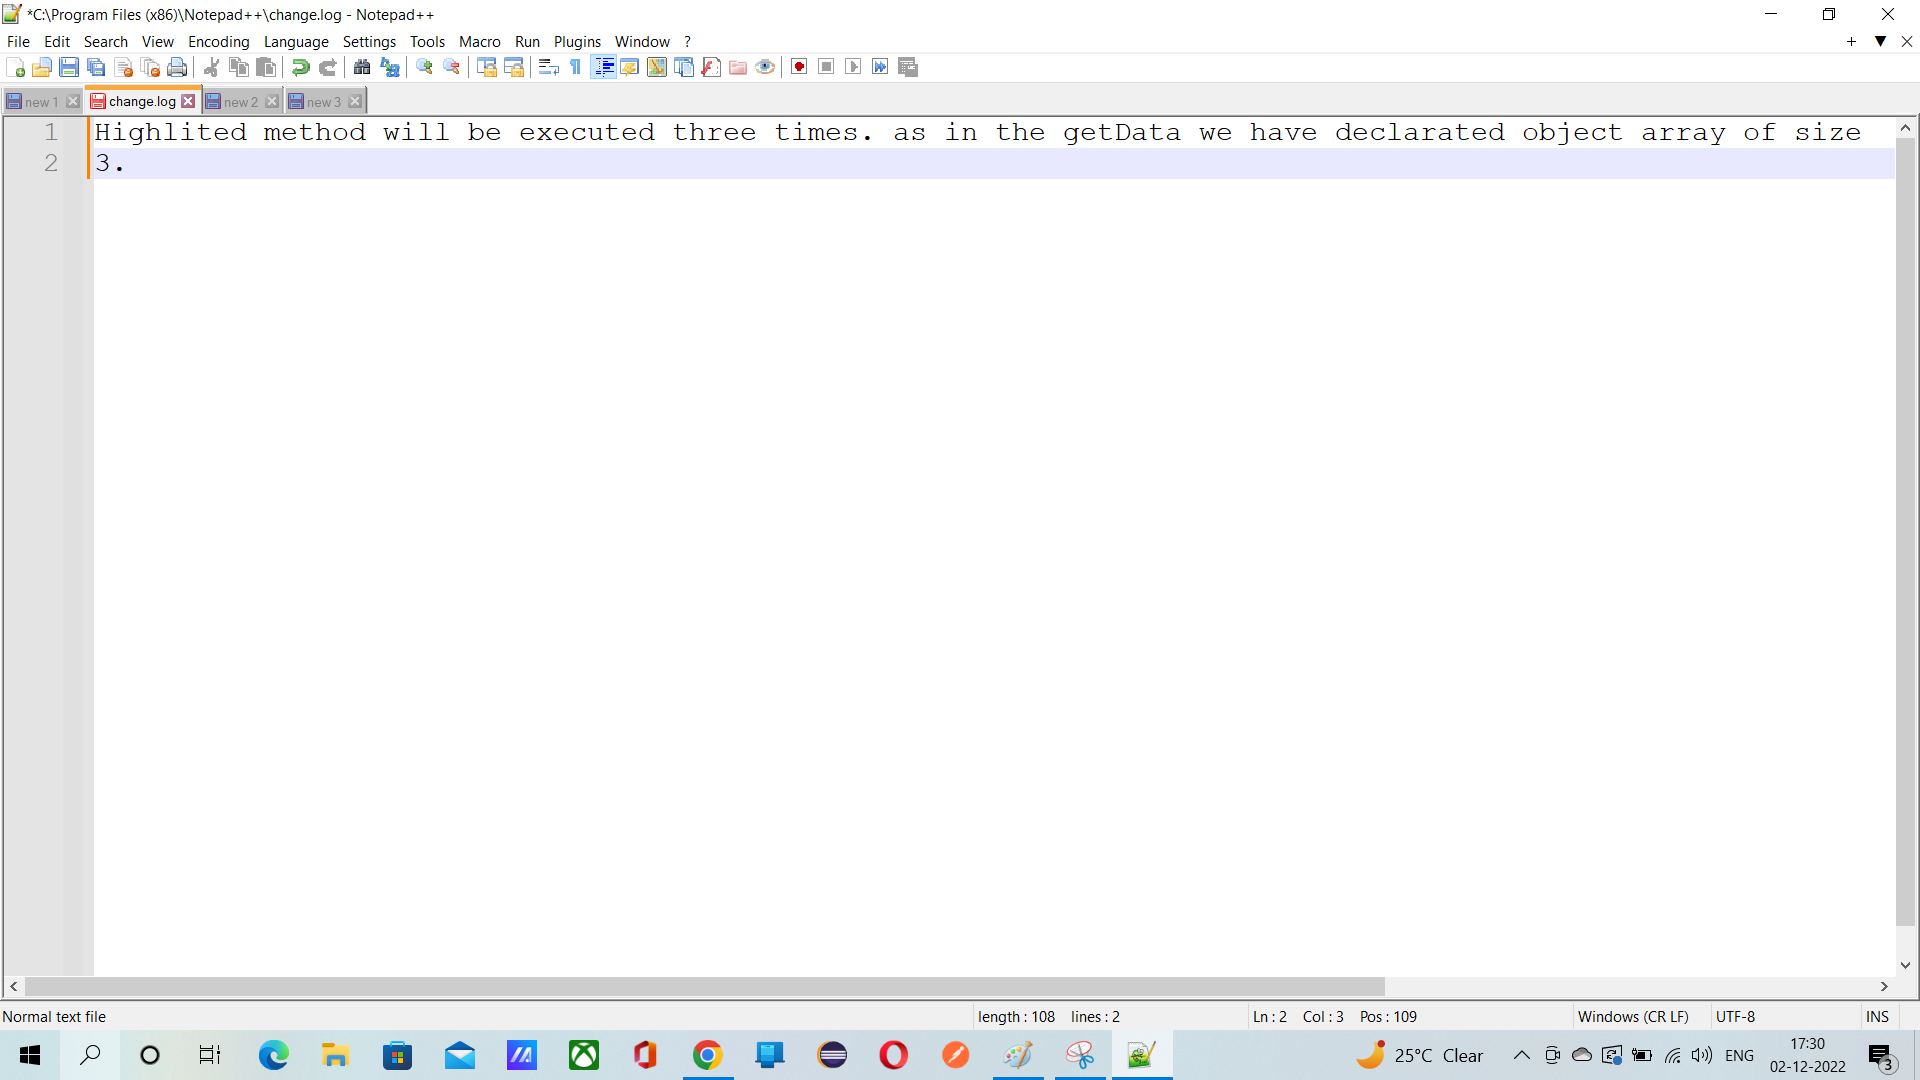 *C:\Program Files (x86)\Notepad++\change.log - Notepad++
File Edit Search View Encoding Language Settings Tools Macro Run Plugins Window ?
new 1 change.log new 2 new 3
1 Highlited method will be executed three times. as in the getData we have declarated object array of size
2 3.
Normal text file length : 108 lines : 2 Ln : 2 Col : 3 Pos : 109 Windows (CR LF) UTF-8 INS
25°C Clear ENG 17:30
02-12-2022 3